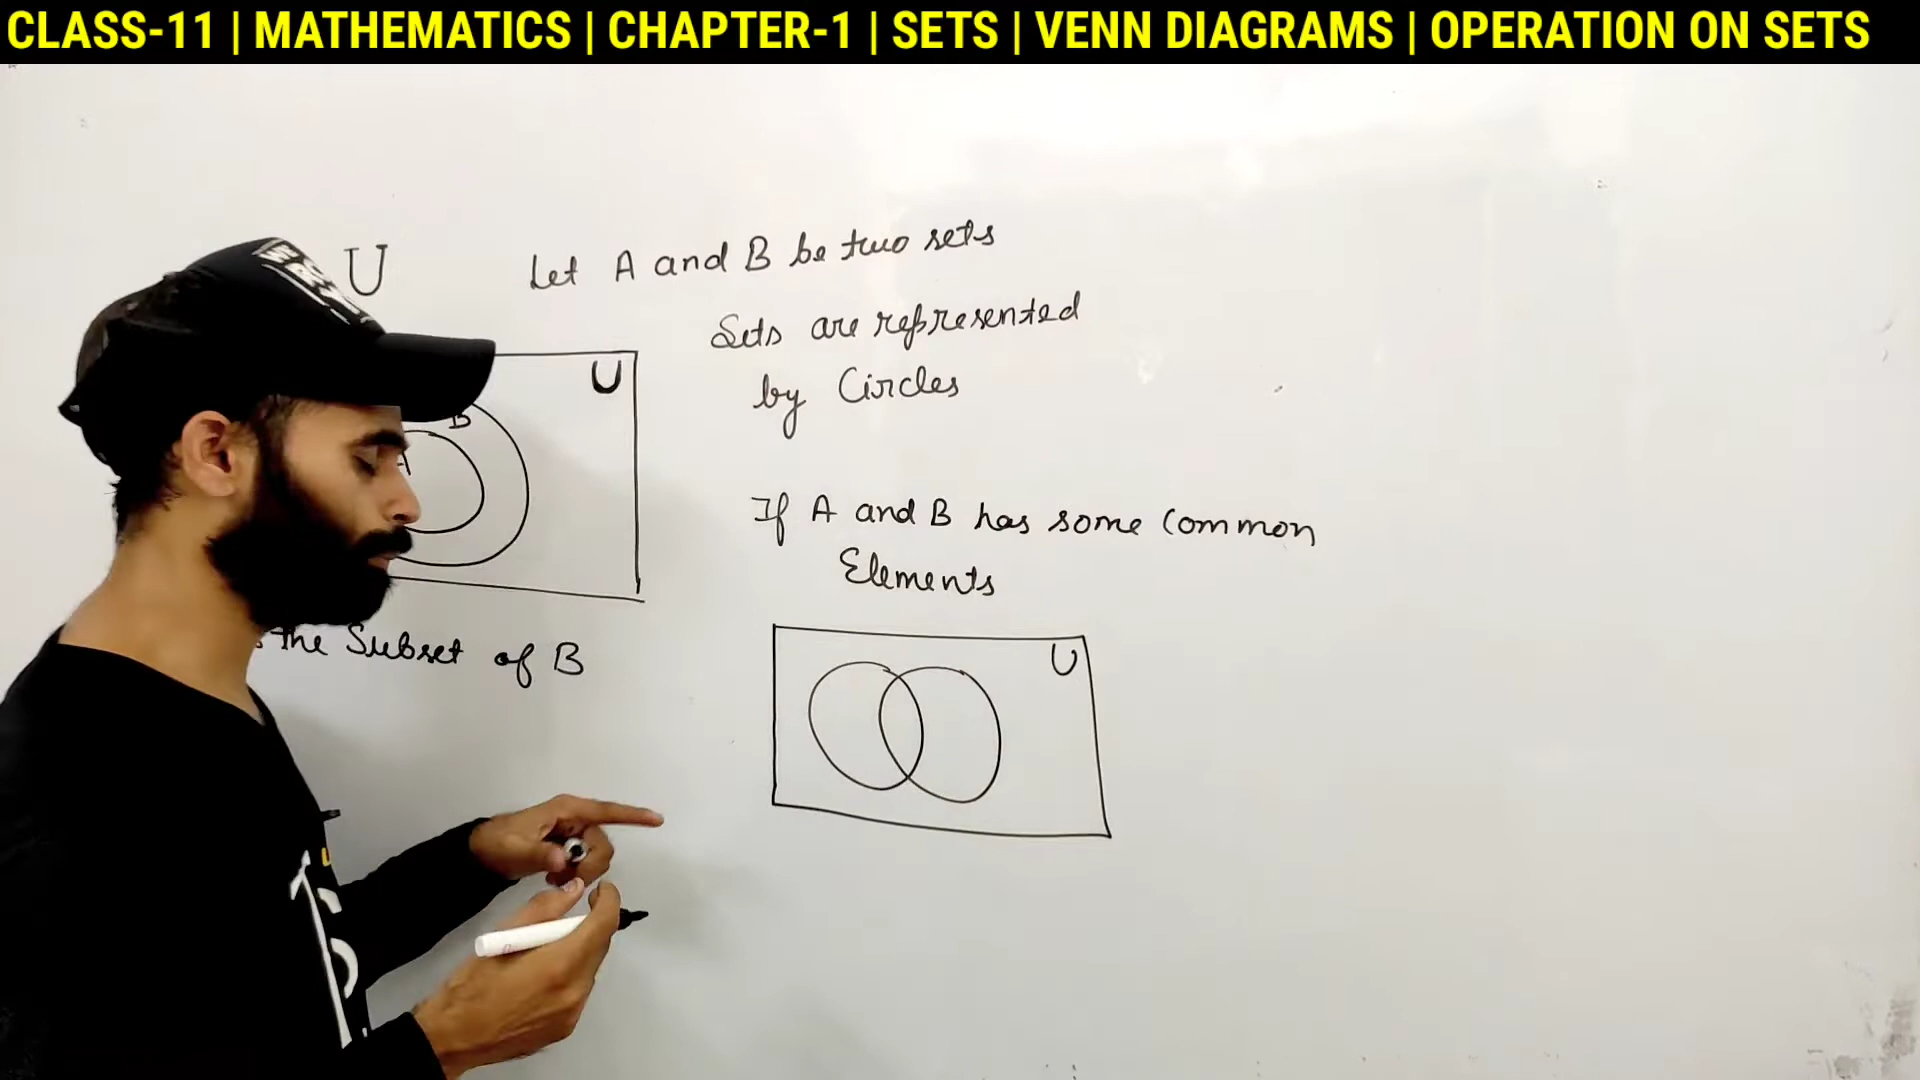 CLASS-11 | MATHEMATICS | CHAPTER-1 | SETS | VENN DIAGRAMS | OPERATION ON SETS
U
Let A and B be two sets
Sets are represented
by Circles
U
B
A
If A and B has some Common
Elements
the Subset of B
U